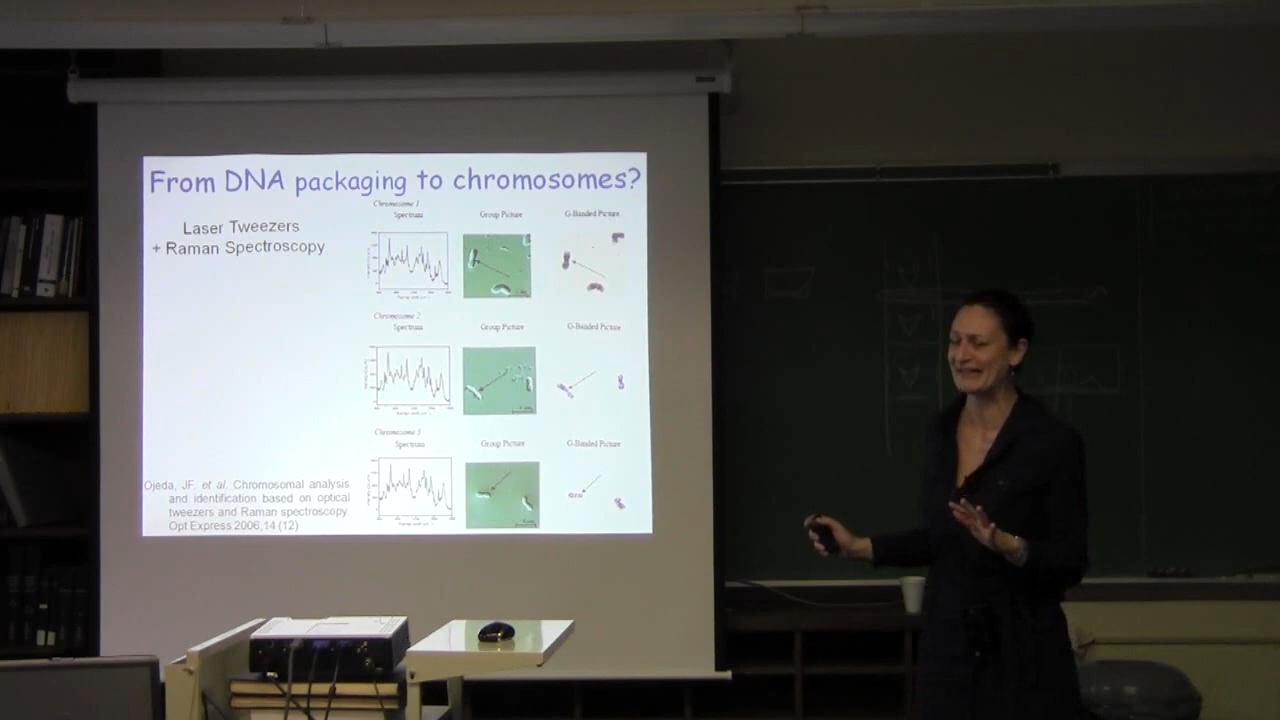 From DNA packaging to chromosomes?
Laser Tweezers
+ Raman Spectroscopy
Chromosome 1
Spectrum
Group Picture
G-Banded Picture
Chromosome 2
Spectrum
Group Picture
G-Banded Picture
Chromosome 3
Spectrum
Group Picture
G-Banded Picture
Ojeda, JF. et al. Chromosomal analysis
and identification based on optical
tweezers and Raman spectroscopy.
Opt Express 2006,14 (12)